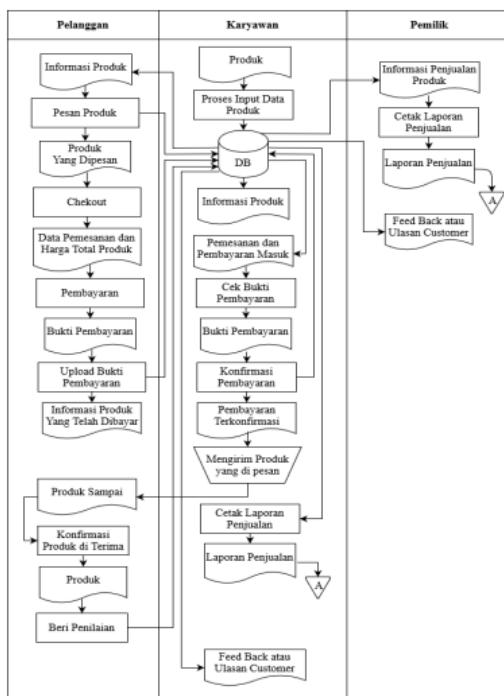 Pelanggan
Karyawan
Pemilik
Informasi Produk
Pesan Produk
Produk
Yang Dipesan
Chekout
Data Pemesanan dan
Harga Total Produk
Pembayaran
Bukti Pembayaran
Upload Bukti
Pembayaran
Informasi Produk
Yang Telah Dibayar
Produk Sampai
Konfirmasi
Produk di Terima
Produk
Beri Penilaian
Produk
Proses Input Data
Produk
DB
Informasi Produk
Pemesanan dan
Pembayaran Masuk
Cek Bukti
Pembayaran
Bukti Pembayaran
Konfirmasi
Pembayaran
Pembayaran
Terkonfirmasi
Mengirim Produk
yang di pesan
Cetak Laporan
Penjualan
Laporan Penjualan
A
Feed Back atau
Ulasan Customer
Informasi Penjualan
Produk
Cetak Laporan
Penjualan
Laporan Penjualan
A
Feed Back atau
Ulasan Customer